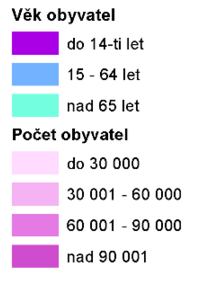 Věk obyvatel
do 14-ti let
15 - 64 let
nad 65 let
Počet obyvatel
do 30 000
30 001 - 60 000
60 001 - 90 000
nad 90 001